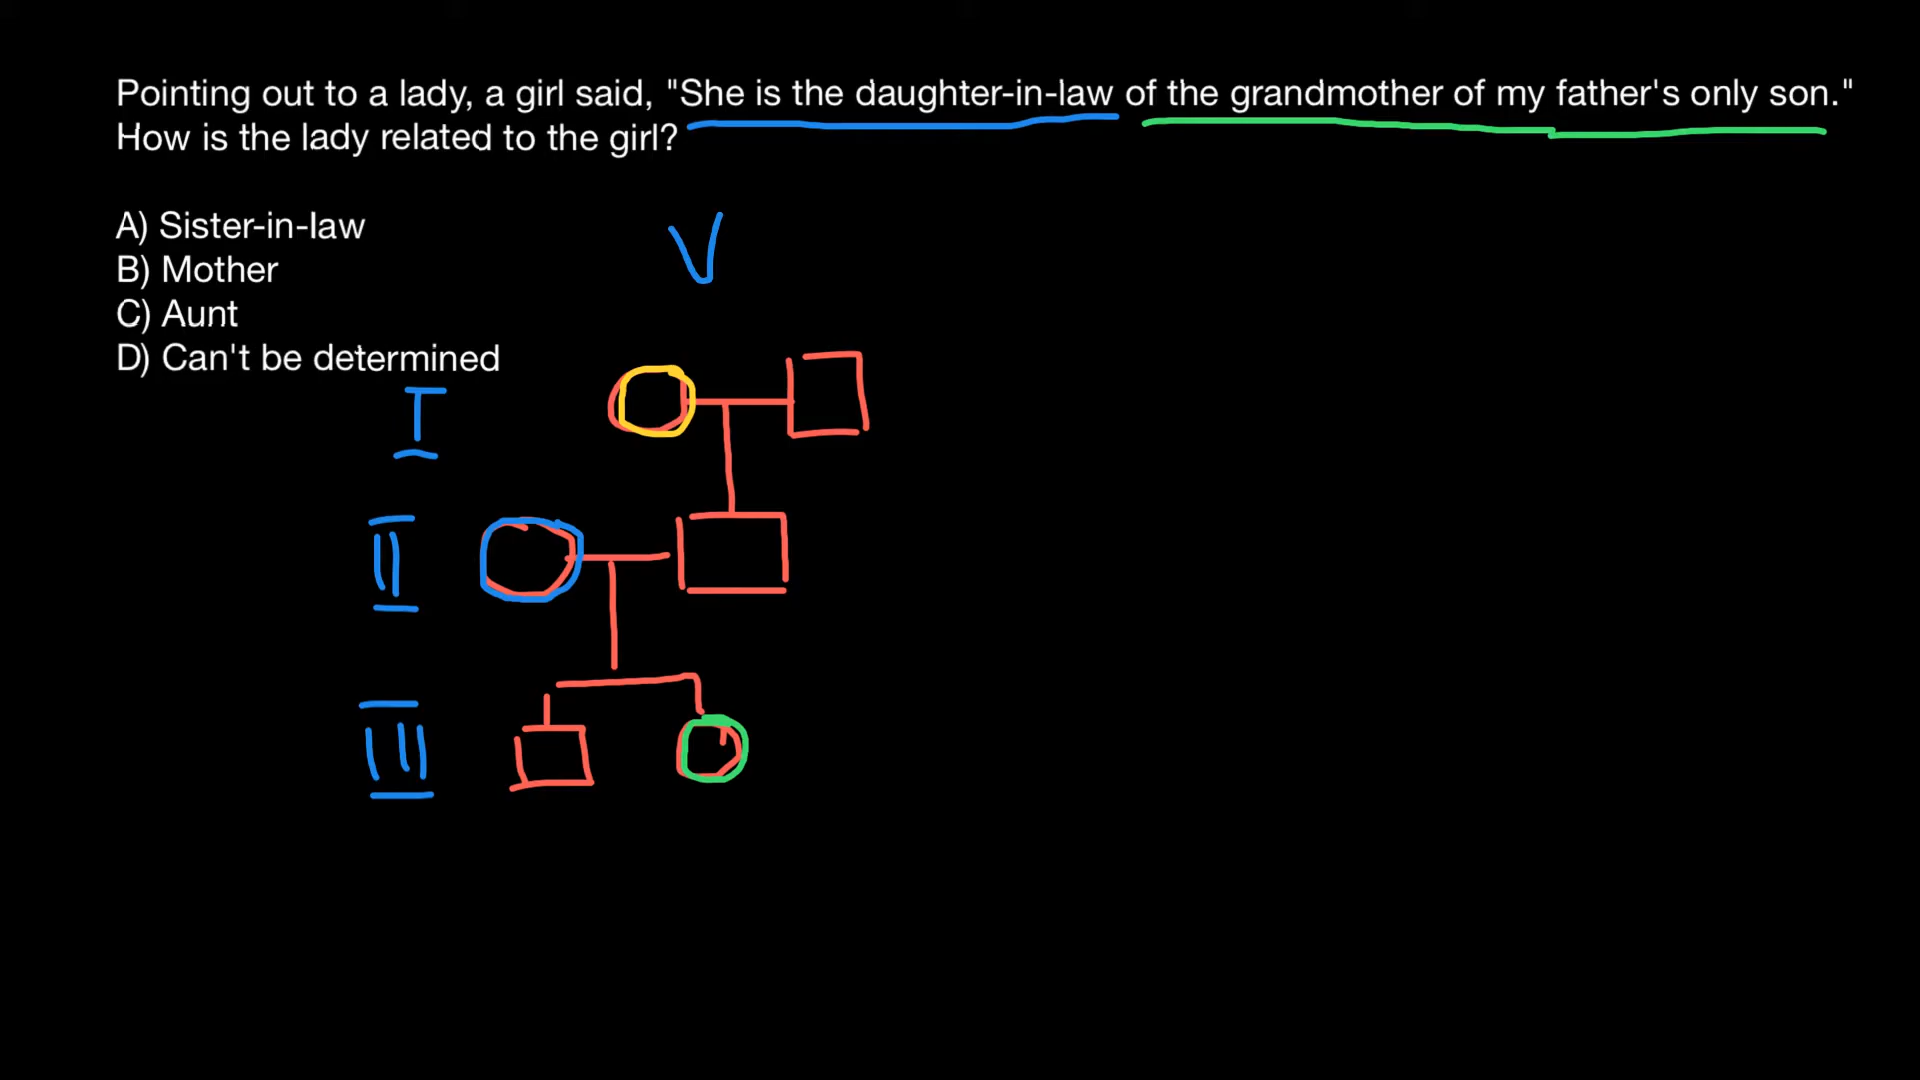 Pointing out to a lady, a girl said, "She is the daughter-in-law of the grandmother of my father's only son."
How is the lady related to the girl?
A) Sister-in-law
B) Mother
C) Aunt
D) Can't be determined
V
I
II
III